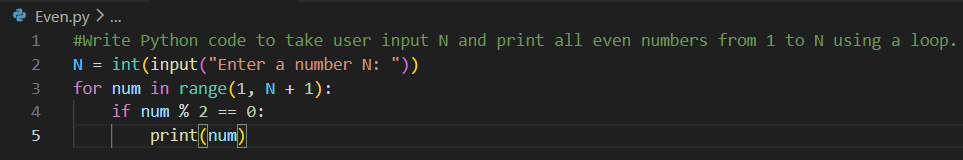 Even.py > ...
1 #Write Python code to take user input N and print all even numbers from 1 to N using a loop.
2 N = int(input("Enter a number N: "))
3 for num in range(1, N + 1):
4     if num % 2 == 0:
5         print(num)